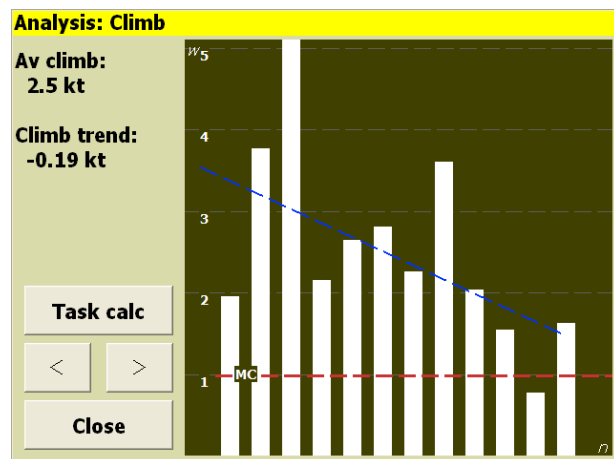 Analysis: Climb
Av climb:
2.5 kt
Climb trend:
-0.19 kt
Task calc
<
>
Close
w
5
4
3
2
1
MC
n